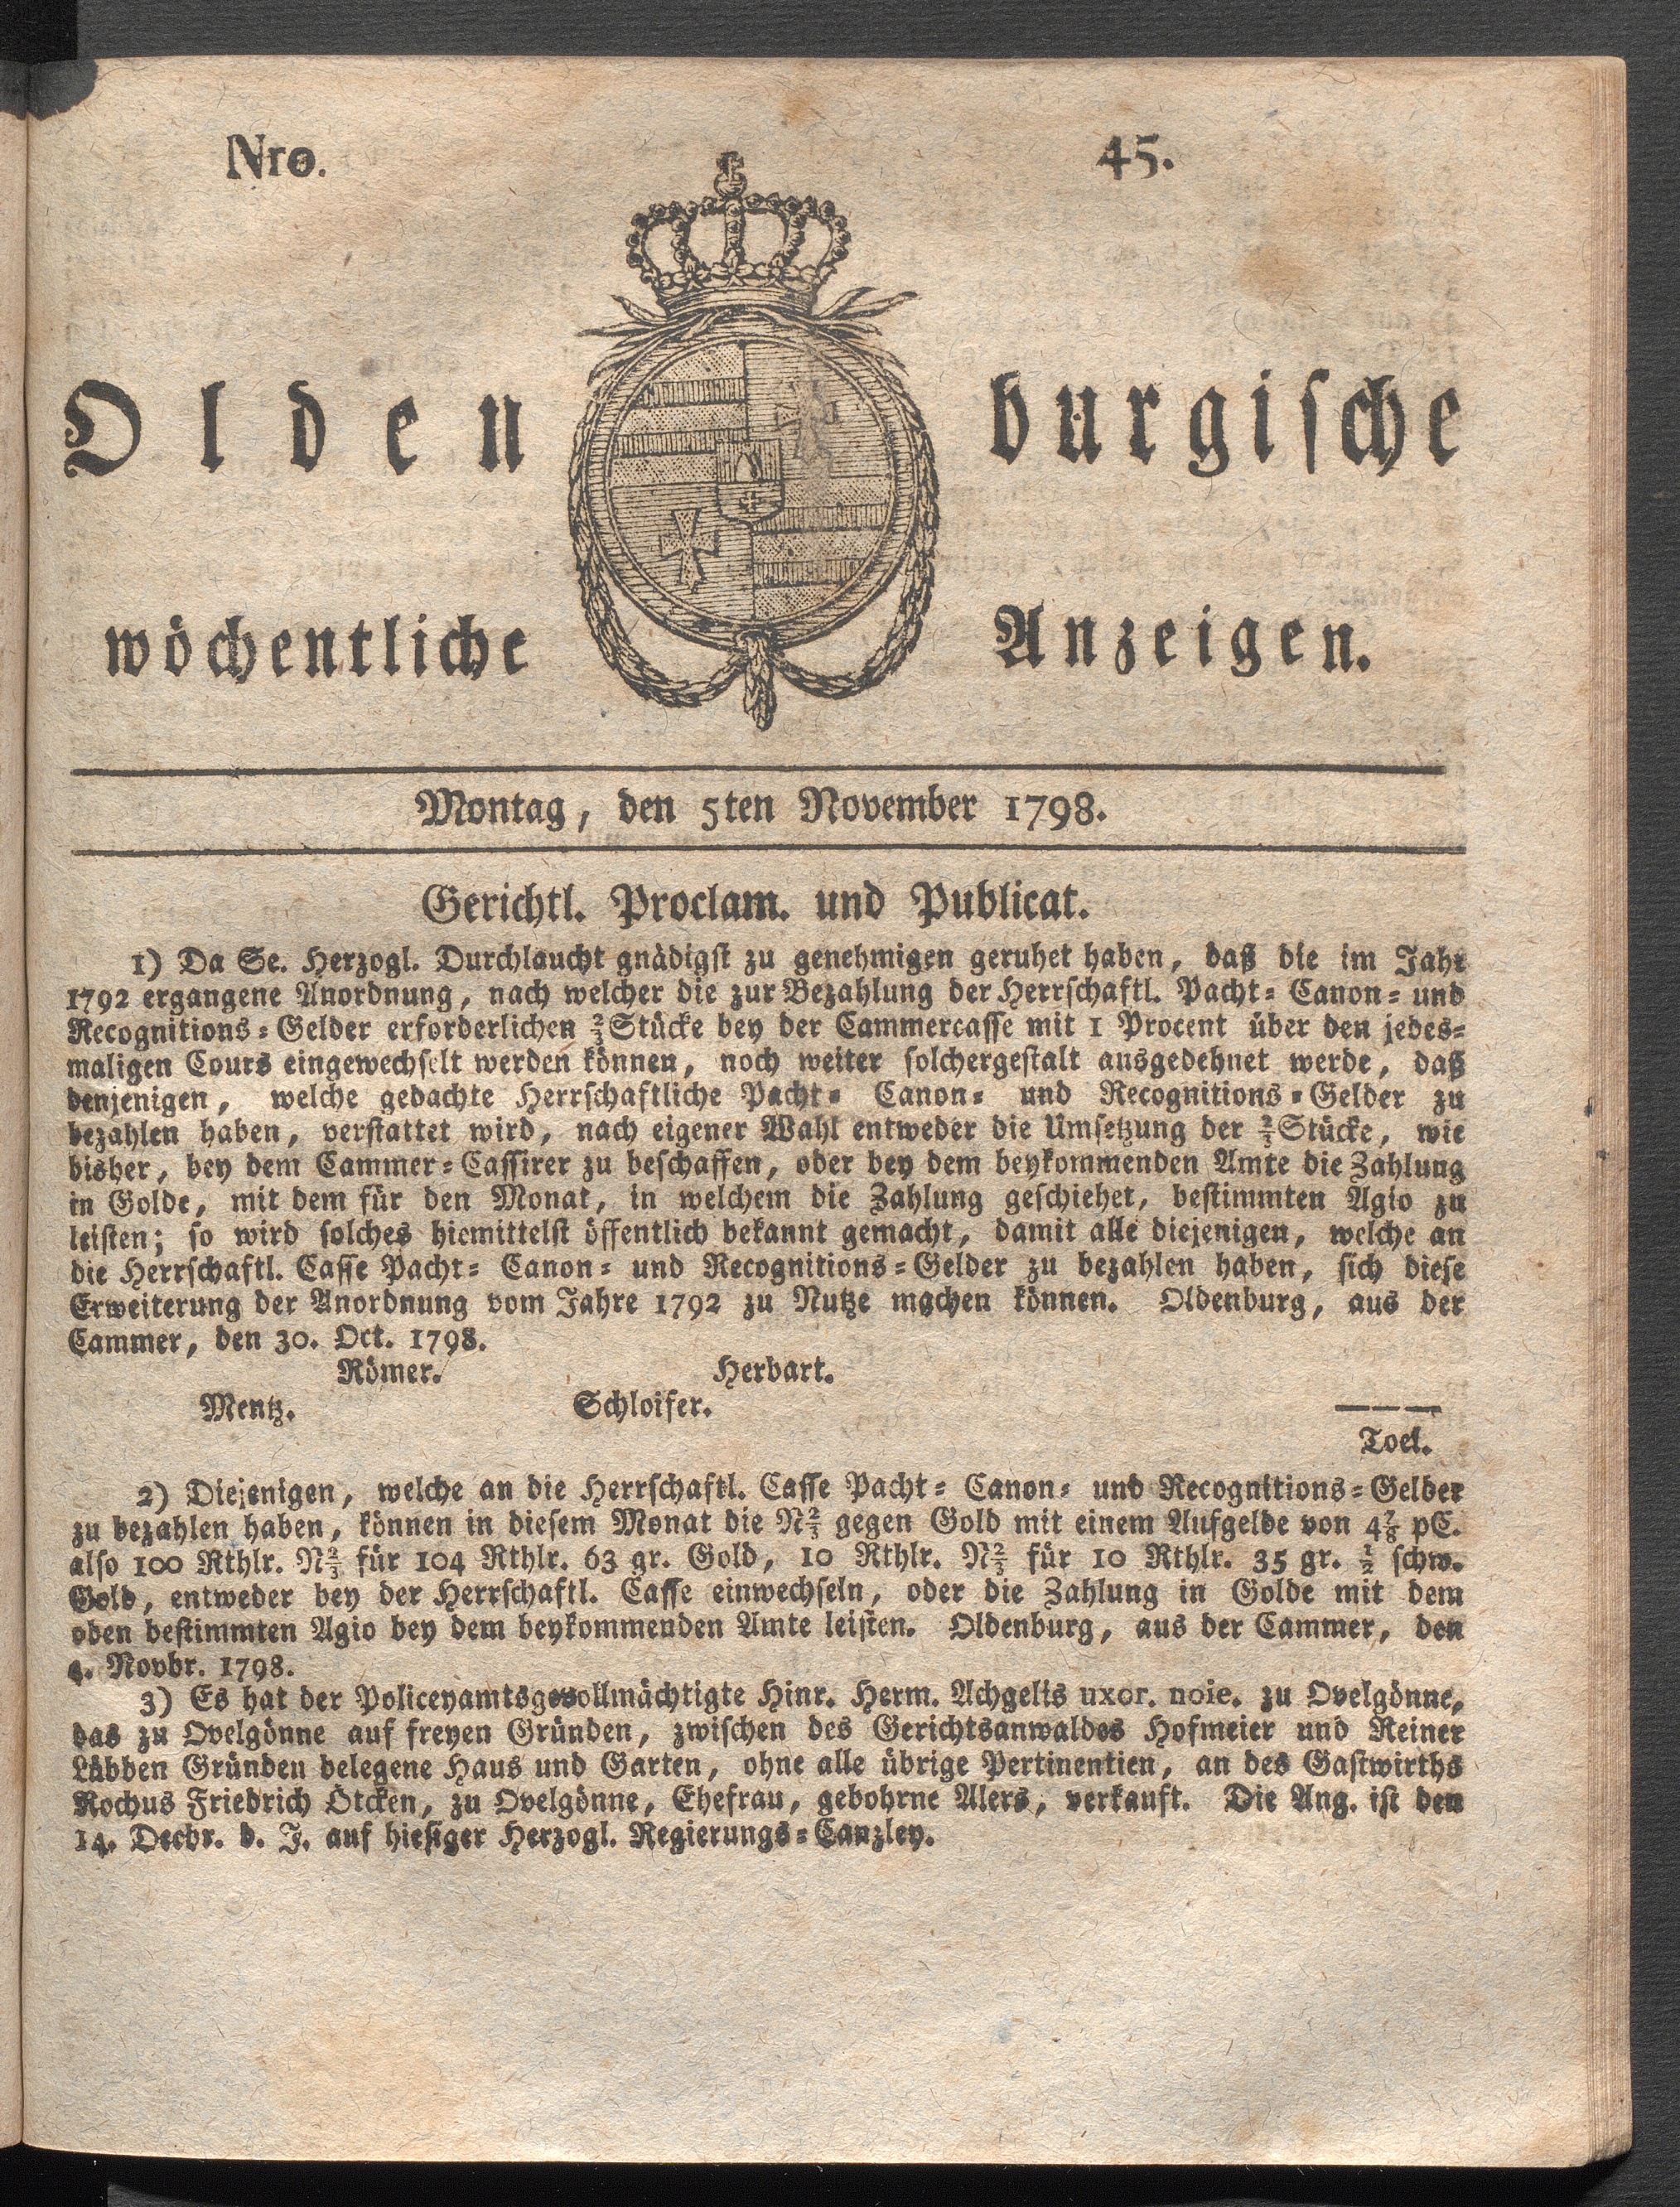 Nro. 45.
Oldenburgische
wöchentliche Anzeigen.
Montag, den 5ten November 1798.
Gerichtl. Proclam. und Publicat.
1) Da Se. Herzogl. Durchlaucht gnädigst zu genehmigen geruhet haben, daß die im Jahr
1792 ergangene Anordnung, nach welcher die zur Bezahlung der Herrschaftl. Pacht= Canon= und
Recognitions=Gelder erforderlichen ⅔ Stücke bey der Cammercasse mit 1 Procent über den jedes=
maligen Cours eingewechselt werden können, noch weiter solchergestalt ausgedehnet werde, daß
denjenigen, welche gedachte Herrschaftliche Pacht= Canon= und Recognitions=Gelder zu
bezahlen haben, verstattet wird, nach eigener Wahl entweder die Umsetzung der ⅔ Stücke, wie
bisher, bey dem Cammer=Cassirer zu beschaffen, oder bey dem beykommenden Amte die Zahlung
in Golde, mit dem für den Monat, in welchem die Zahlung geschiehet, bestimmten Agio zu
leisten; so wird solches hiemittelst öffentlich bekannt gemacht, damit alle diejenigen, welche an
die Herrschaftl. Casse Pacht= Canon= und Recognitions=Gelder zu bezahlen haben, sich diese
Erweiterung der Anordnung vom Jahre 1792 zu Nutze machen können. Oldenburg, aus der
Cammer, den 30. Oct. 1798.
Römer. Herbart.
Mentz. Schloifer.
Toel.
2) Diejenigen, welche an die Herrschaftl. Casse Pacht= Canon= und Recognitions=Gelder
zu bezahlen haben, können in diesem Monat die N⅔ gegen Gold mit einem Aufgelde von 4⅞ pC.
also 100 Rthlr. N⅔ für 104 Rthlr. 63 gr. Gold, 10 Rthlr. N⅔ für 10 Rthlr. 35 gr. ½ schw.
Gold, entweder bey der Herrschaftl. Casse einwechseln, oder die Zahlung in Golde mit dem
oben bestimmten Agio bey dem beykommenden Amte leisten. Oldenburg, aus der Cammer, den
Novbr. 1798.
3) Es hat der Policeyamtsgevollmächtigte Hinr. Herm. Achgelis uxor. noie. zu Ovelgönne,
das zu Ovelgönne auf freyen Gründen, zwischen des Gerichtsanwaldes Hofmeier und Reiner
Lübben Gründen belegene Haus und Garten, ohne alle übrige Pertinentien, an des Gastwirths
Rochus Friedrich Ötcken, zu Ovelgönne, Ehefrau, gebohrne Alers, verkauft. Die Ang. ist den
14. Decbr. d. J. auf hiesiger Herzogl. Regierungs=Canzley.